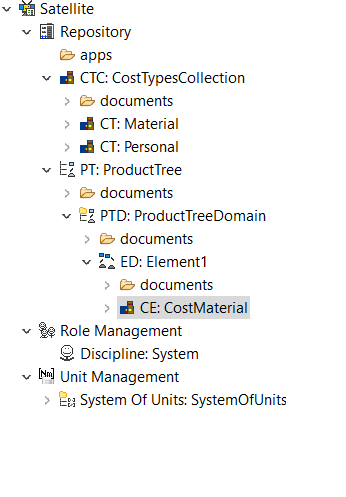 Satellite
Repository
apps
CTC: CostTypesCollection
documents
CT: Material
CT: Personal
PT: ProductTree
documents
PTD: ProductTreeDomain
documents
ED: Element1
documents
CE: CostMaterial
Role Management
Discipline: System
Nm Unit Management
System Of Units: SystemOfUnits